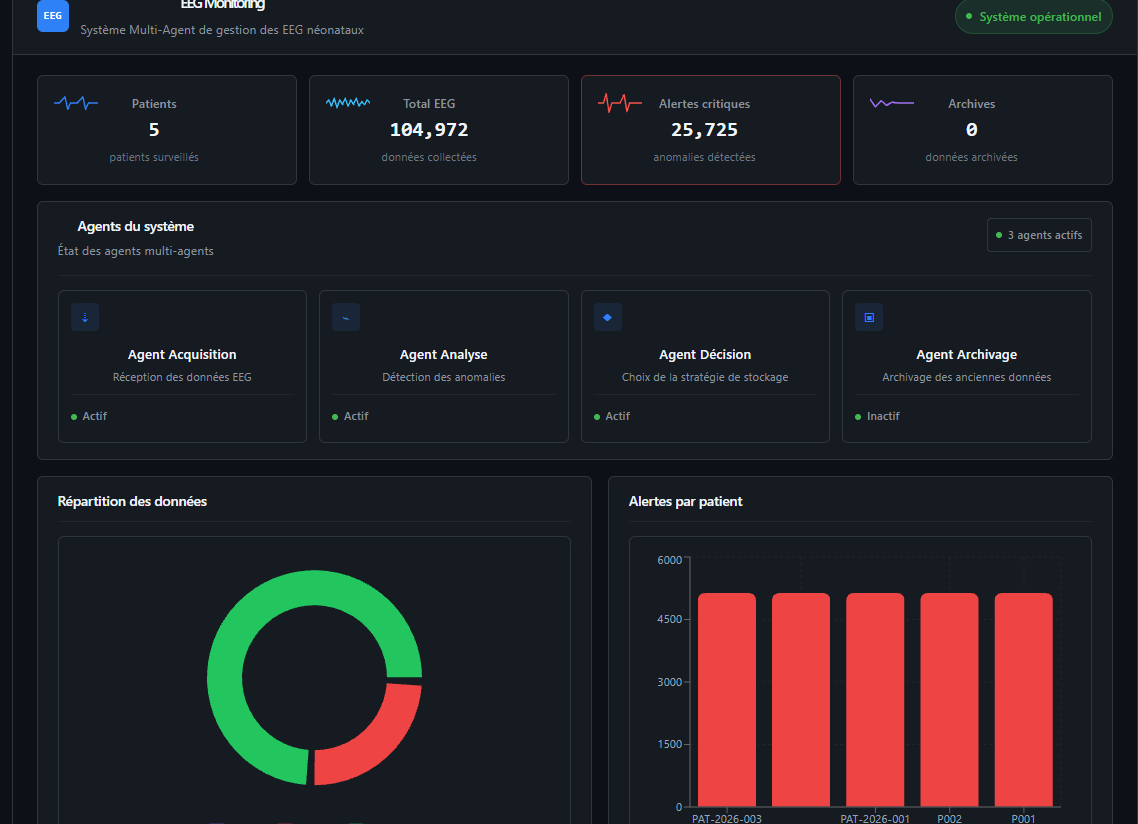 EEG
EEG Monitoring
Système Multi-Agent de gestion des EEG néonataux
Système opérationnel
Patients
5
patients surveillés
Total EEG
104,972
données collectées
Alertes critiques
25,725
anomalies détectées
Archives
0
données archivées
Agents du système
État des agents multi-agents
3 agents actifs
Agent Acquisition
Réception des données EEG
Actif
Agent Analyse
Détection des anomalies
Actif
Agent Décision
Choix de la stratégie de stockage
Actif
Agent Archivage
Archivage des anciennes données
Inactif
Répartition des données
Alertes par patient
6000
4500
3000
1500
0
PAT-2026-003
PAT-2026-001
P002
P001